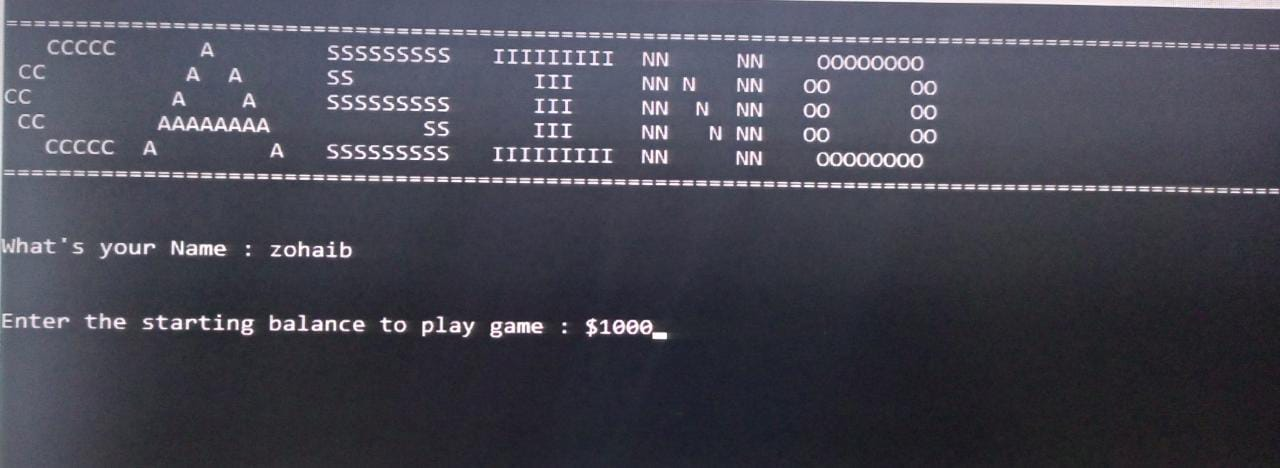 ================================================================================
   CCCCC      A        SSSSSSSSS   IIIIIIIII  NN     NN    OOOOOOOO
 CC          A  A      SS             III     NN N   NN   OO      OO
CC          A    A     SSSSSSSSS      III     NN  N  NN   OO      OO
 CC        AAAAAAAA           SS      III     NN   N NN   OO      OO
   CCCCC  A        A   SSSSSSSSS   IIIIIIIII  NN     NN    OOOOOOOO
================================================================================
What's your Name : zohaib
Enter the starting balance to play game : $1000